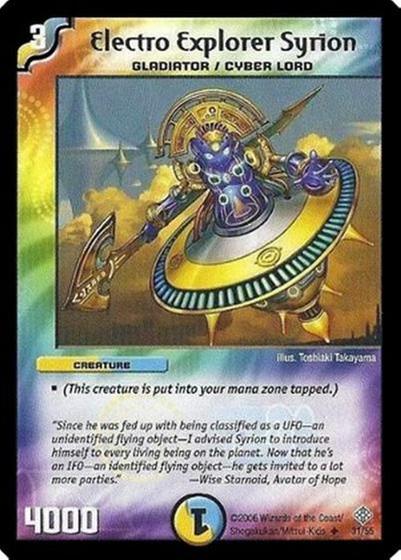 3
Electro Explorer Syrion
GLADIATOR / CYBER LORD
illus. Toshiaki Takayama
CREATURE
▪ (This creature is put into your mana zone tapped.)
"Since he was fed up with being classified as a UFO—an
unidentified flying object—I advised Syrion to introduce
himself to every living being on the planet. Now that he's
an IFO—an identified flying object—he gets invited to a lot
more parties." —Wise Starnoid, Avatar of Hope
4000
1
©2006 Wizards of the Coast/
Shogakukan/Mitsui-Kids ♦ 31/55